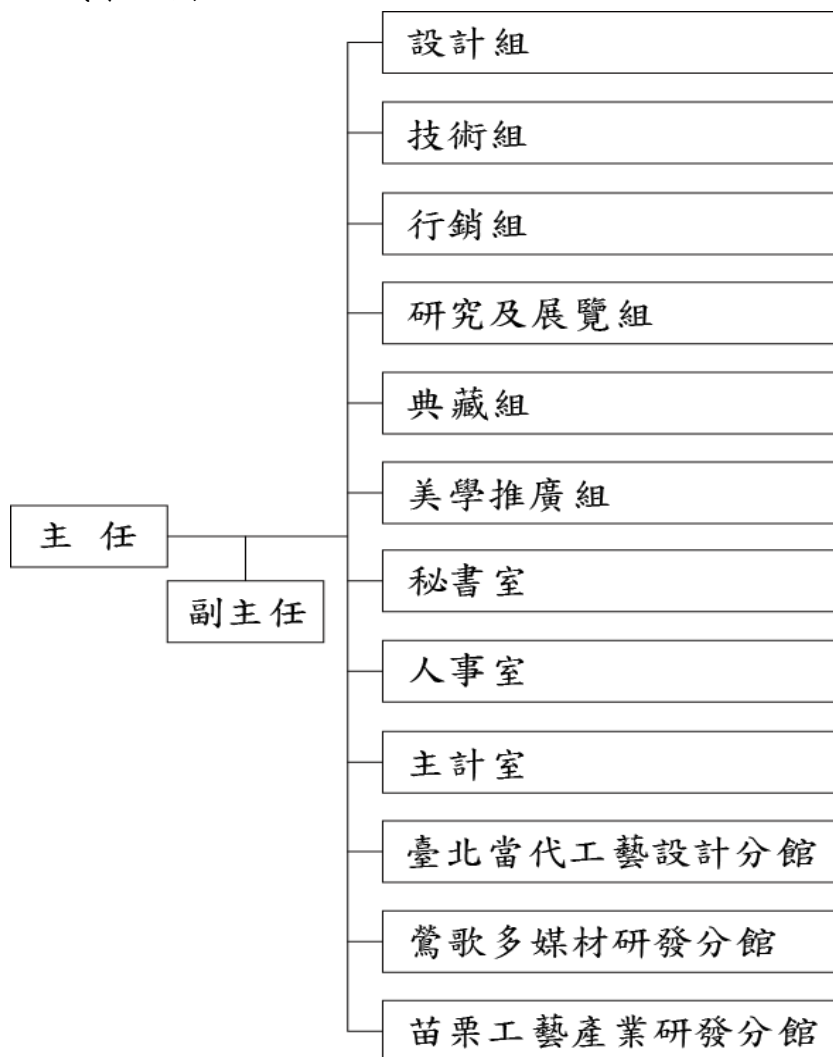 設計組
技術組
行銷組
研究及展覽組
典藏組
美學推廣組
主任
副主任
秘書室
人事室
主計室
臺北當代工藝設計分館
鶯歌多媒材研發分館
苗栗工藝產業研發分館